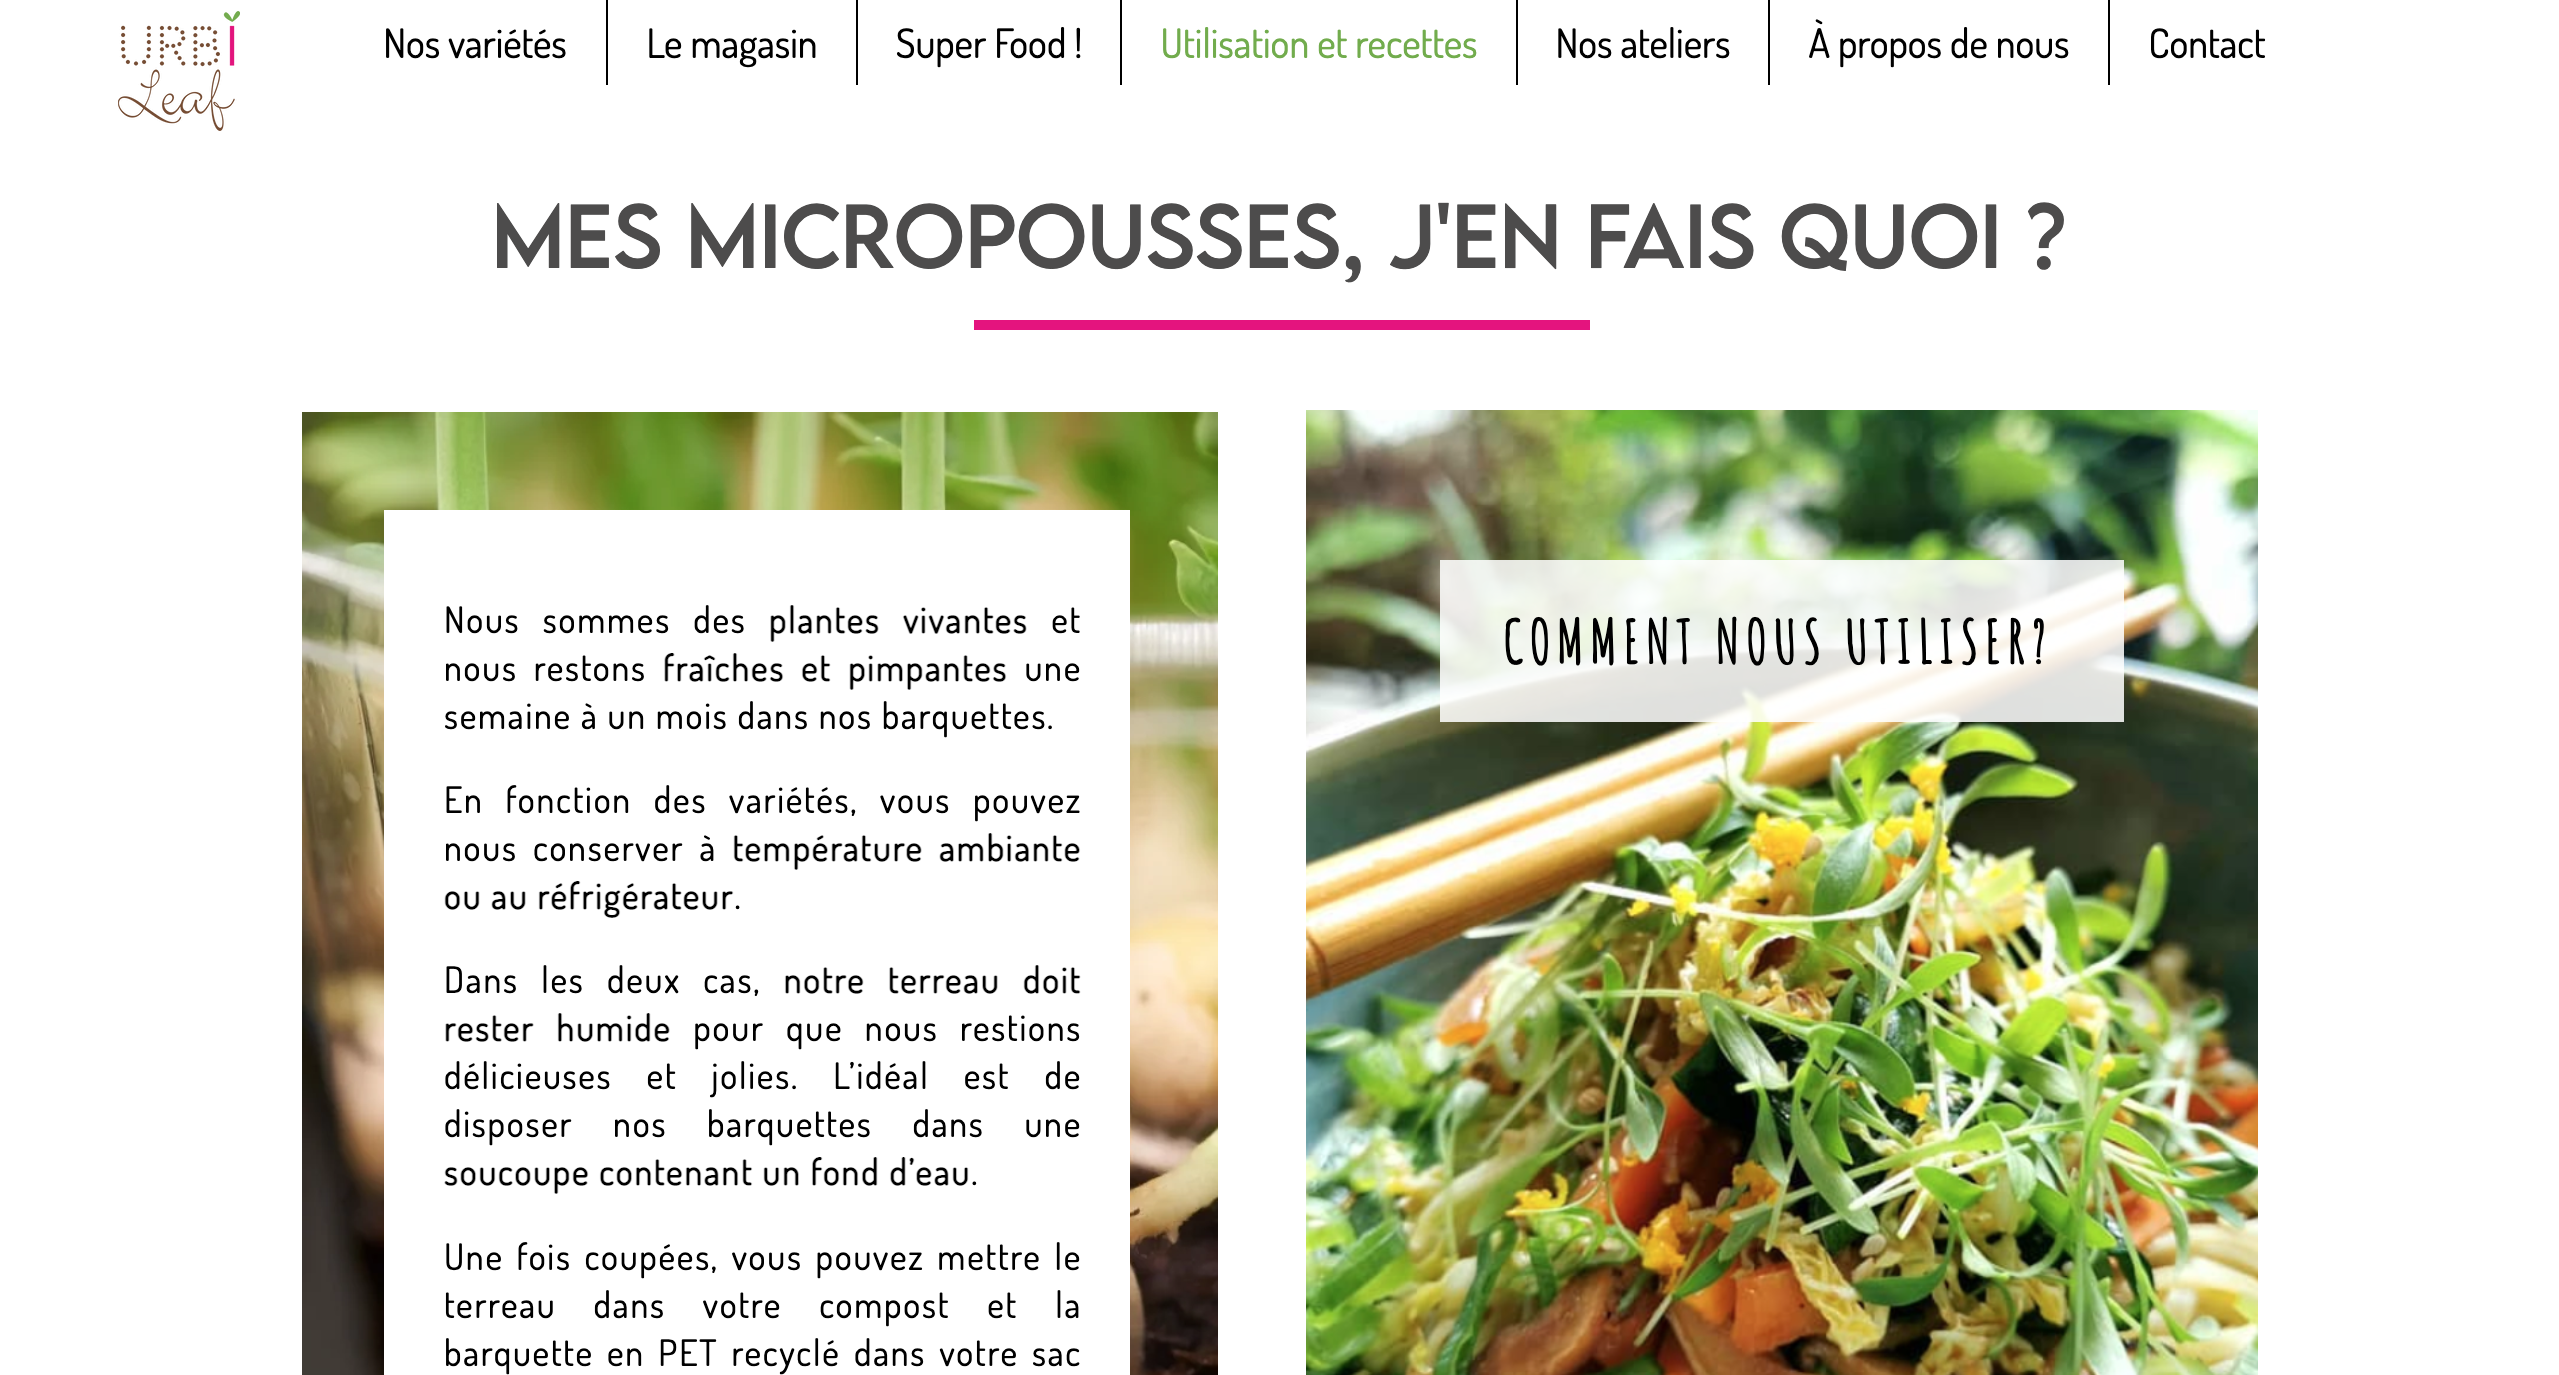 URBI
Leaf
Nos variétés
Le magasin
Super Food !
Utilisation et recettes
Nos ateliers
À propos de nous
Contact
MES MICROPOUSSES, J'EN FAIS QUOI ?
Nous sommes des plantes vivantes et
nous restons fraîches et pimpantes une
semaine à un mois dans nos barquettes.
En fonction des variétés, vous pouvez
nous conserver à température ambiante
ou au réfrigérateur.
Dans les deux cas, notre terreau doit
rester humide pour que nous restions
délicieuses et jolies. L’idéal est de
disposer nos barquettes dans une
soucoupe contenant un fond d’eau.
Une fois coupées, vous pouvez mettre le
terreau dans votre compost et la
barquette en PET recyclé dans votre sac
COMMENT NOUS UTILISER?